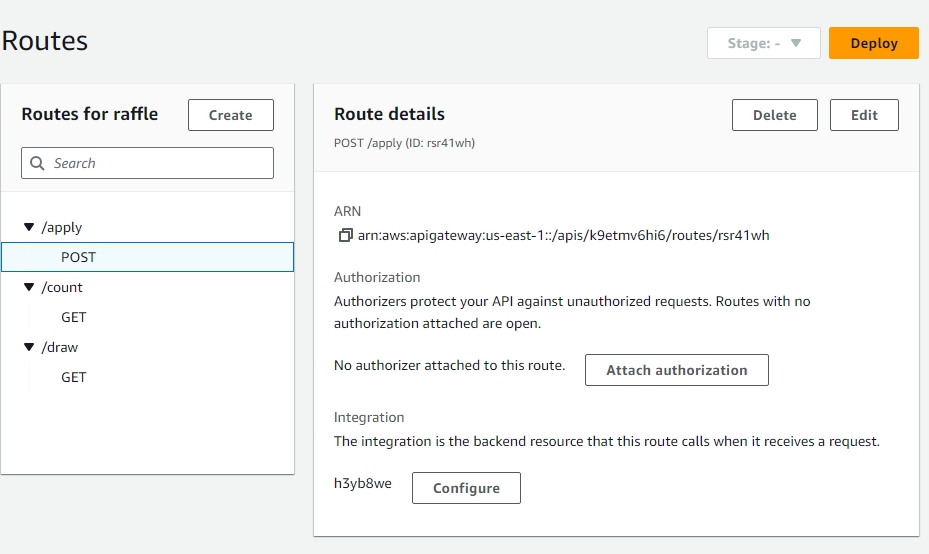 Routes
Stage: -
Deploy
Routes for raffle
Create
Search
/apply
POST
/count
GET
/draw
GET
Route details
Delete
Edit
POST /apply (ID: rsr41wh)
ARN
arn:aws:apigateway:us-east-1::/apis/k9etmv6hi6/routes/rsr41wh
Authorization
Authorizers protect your API against unauthorized requests. Routes with no
authorization attached are open.
No authorizer attached to this route.
Attach authorization
Integration
The integration is the backend resource that this route calls when it receives a request.
h3yb8we
Configure